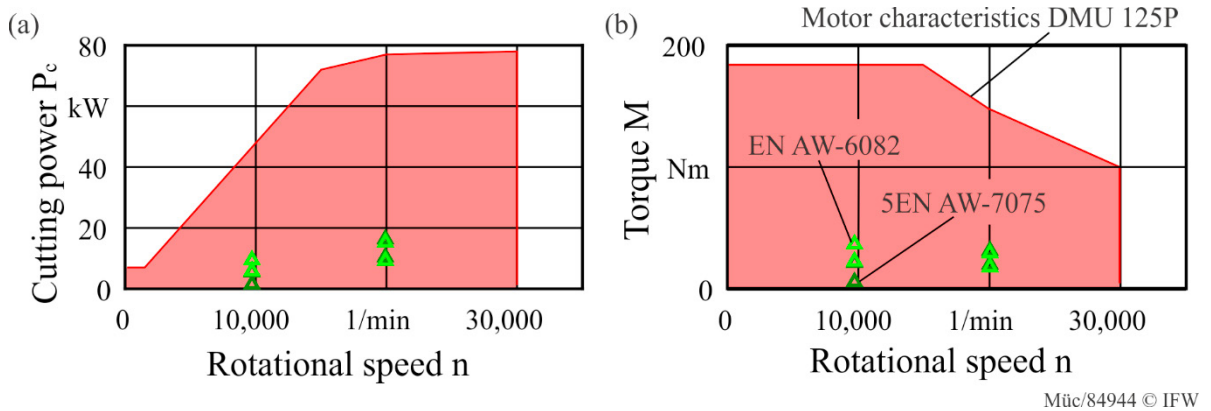 (a)
Cutting power Pc
80
kW
40
20
0
0
10,000
1/min
30,000
Rotational speed n
(b)
Motor characteristics DMU 125P
Torque M
200
Nm
0
EN AW-6082
5EN AW-7075
0
10,000
1/min
30,000
Rotational speed n
Müc/84944 © IFW